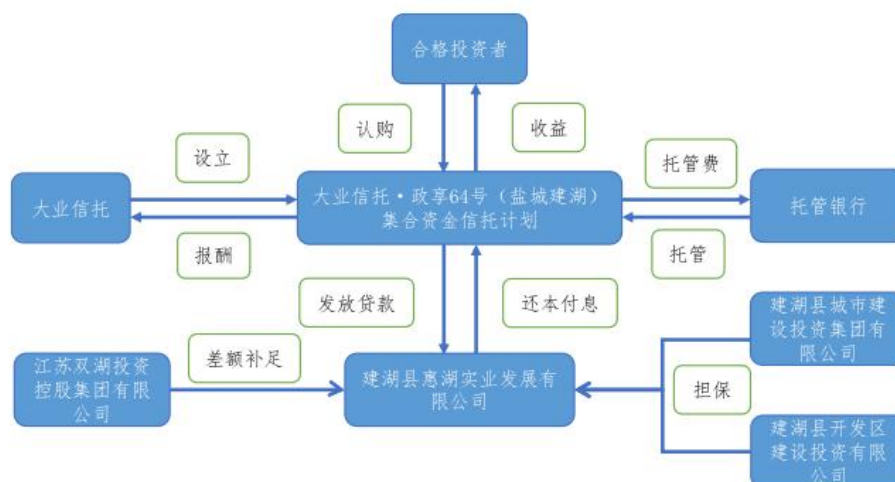 合格投资者
认购
收益
设立
托管费
大业信托
大业信托·政享64号（盐城建湖）
集合资金信托计划
托管银行
报酬
托管
发放贷款
还本付息
建湖县城市建
设投资集团有
限公司
江苏双湖投资
控股集团有限
公司
差额补足
建湖县惠湖实业发展有
限公司
担保
建湖县开发区
建设投资有限
公司